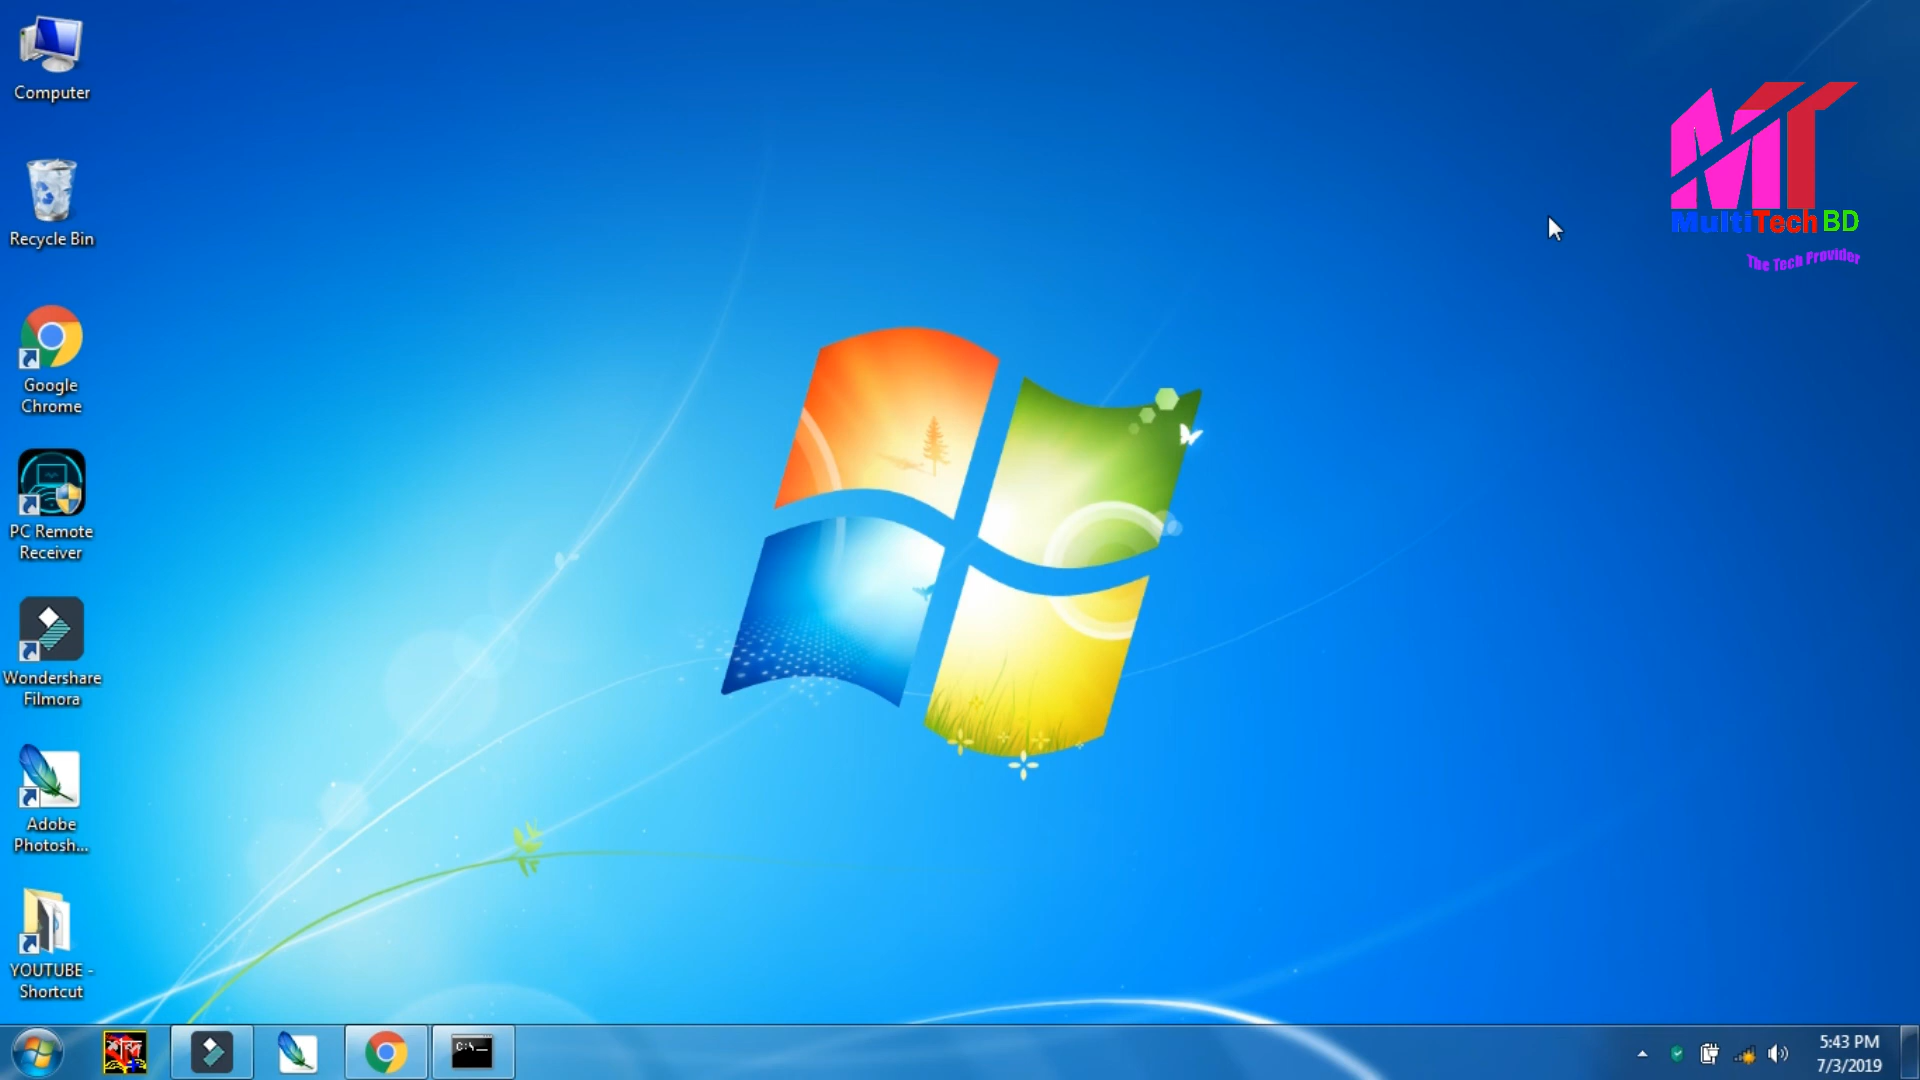 Computer
Recycle Bin
Google
Chrome
PC Remote
Receiver
Wondershare
Filmora
Adobe
Photosh...
YOUTUBE -
Shortcut
MT
MultiTech BD
The Tech Provider
শব্দ
C:\_
5:43 PM
7/3/2019